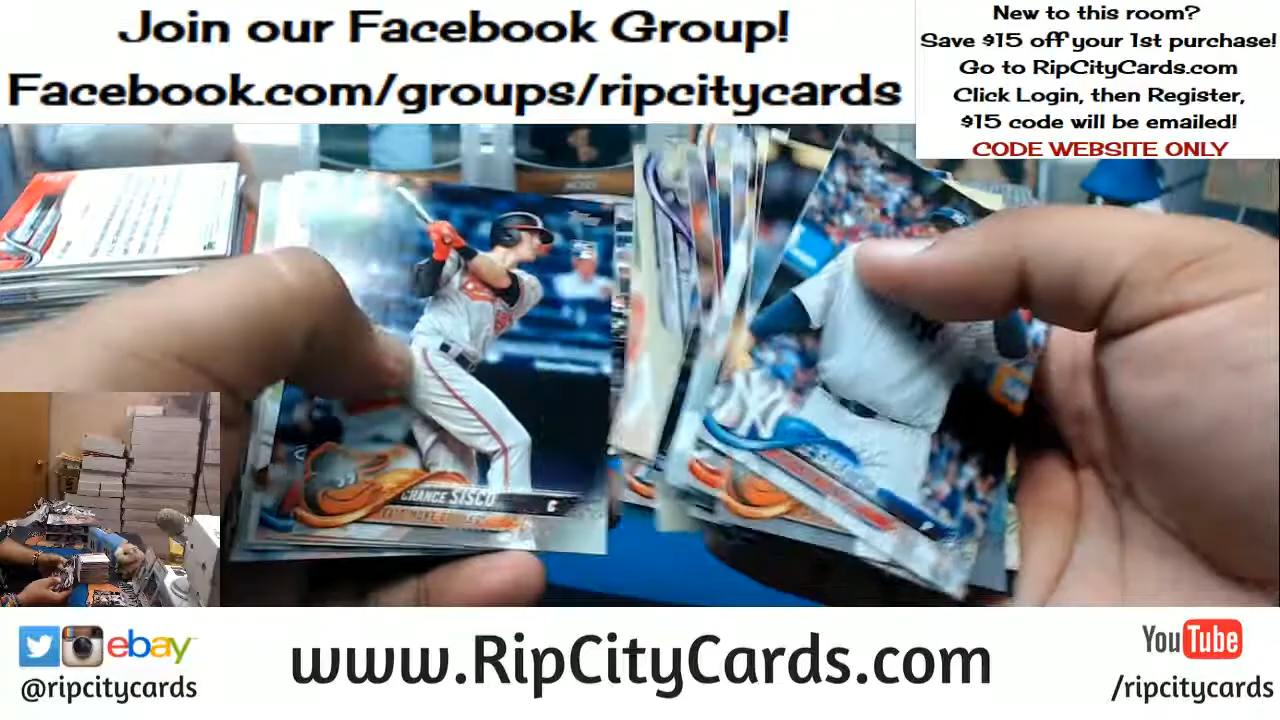 Join our Facebook Group!
Facebook.com/groups/ripcitycards
New to this room?
Save $15 off your 1st purchase!
Go to RipCityCards.com
Click Login, then Register,
$15 code will be emailed!
CODE WEBSITE ONLY
Topps
CHANCE SISCO
C
NY
ebay
@ripcitycards
www.RipCityCards.com
YouTube
/ripcitycards